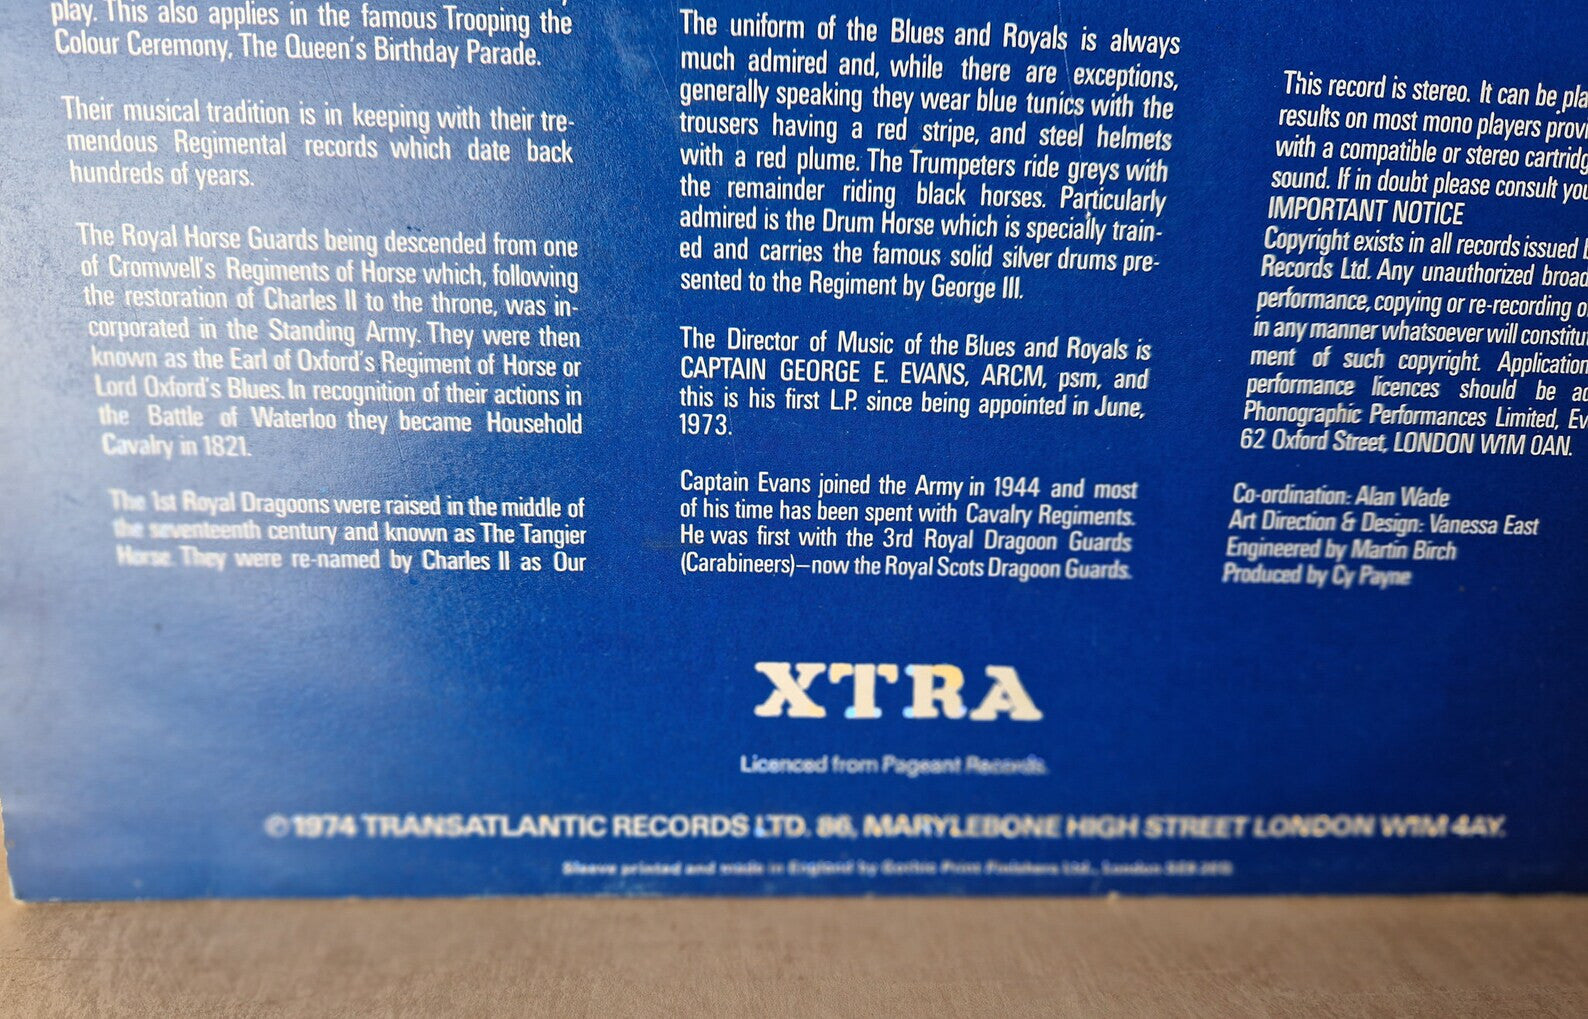 play. This also applies in the famous Trooping the
Colour Ceremony, The Queen's Birthday Parade.
Their musical tradition is in keeping with their tre-
mendous Regimental records which date back
hundreds of years.
The Royal Horse Guards being descended from one
of Cromwell's Regiments of Horse which, following
the restoration of Charles II to the throne, was in-
corporated in the Standing Army. They were then
known as the Earl of Oxford's Regiment of Horse or
Lord Oxford's Blues. In recognition of their actions in
the Battle of Waterloo they became Household
Cavalry in 1821.
The 1st Royal Dragoons were raised in the middle of
the seventeenth century and known as The Tangier
Horse. They were re-named by Charles II as Our
The uniform of the Blues and Royals is always
much admired and, while there are exceptions,
generally speaking they wear blue tunics with the
trousers having a red stripe, and steel helmets
with a red plume. The Trumpeters ride greys with
the remainder riding black horses. Particularly
admired is the Drum Horse which is specially train-
ed and carries the famous solid silver drums pre-
sented to the Regiment by George III.
The Director of Music of the Blues and Royals is
CAPTAIN GEORGE E. EVANS, ARCM, psm, and
this is his first L.P. since being appointed in June,
1973.
Captain Evans joined the Army in 1944 and most
of his time has been spent with Cavalry Regiments.
He was first with the 3rd Royal Dragoon Guards
(Carabineers)—now the Royal Scots Dragoon Guards.
This record is stereo. It can be pla
results on most mono players provi
with a compatible or stereo cartridg
sound. If in doubt please consult you
IMPORTANT NOTICE
Copyright exists in all records issued
Records Ltd. Any unauthorized broad
performance, copying or re-recording o
in any manner whatsoever will constitut
ment of such copyright. Application
performance licences should be ad
Phonographic Performances Limited, Ev
62 Oxford Street, LONDON W1M 0AN.
Co-ordination: Alan Wade
Art Direction & Design: Vanessa East
Engineered by Martin Birch
Produced by Cy Payne
XTRA
Licenced from Pageant Records.
©1974 TRANSATLANTIC RECORDS LTD. 86, MARYLEBONE HIGH STREET LONDON W1M 4AY.
Sleeve printed and made in England by Gothic Print Finishers Ltd., London